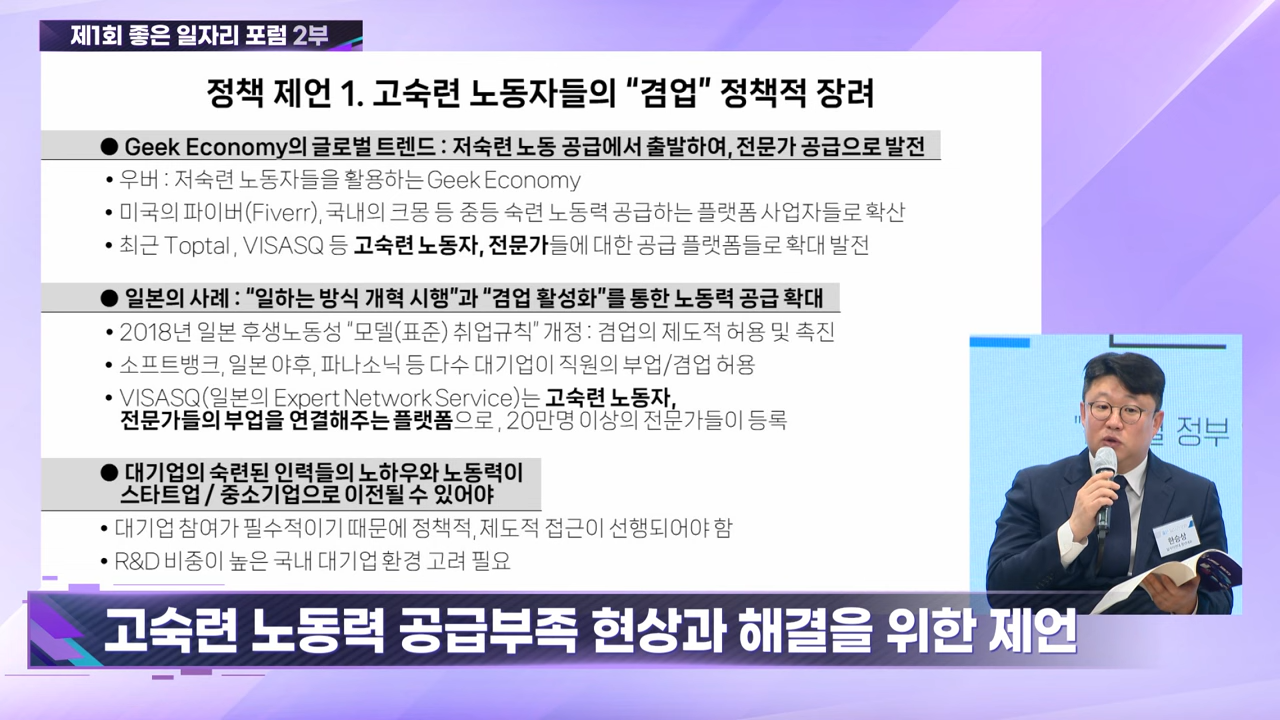 제1회 좋은 일자리 포럼 2부
정책 제언 1. 고숙련 노동자들의 “겸업” 정책적 장려
● Geek Economy의 글로벌 트렌드 : 저숙련 노동 공급에서 출발하여, 전문가 공급으로 발전
• 우버 : 저숙련 노동자들을 활용하는 Geek Economy
• 미국의 파이버(Fiverr), 국내의 크몽 등 중등 숙련 노동력 공급하는 플랫폼 사업자들로 확산
• 최근 Toptal , VISASQ 등 고숙련 노동자, 전문가들에 대한 공급 플랫폼들로 확대 발전
● 일본의 사례 : “일하는 방식 개혁 시행”과 “겸업 활성화”를 통한 노동력 공급 확대
• 2018년 일본 후생노동성 “모델(표준) 취업규칙” 개정 : 겸업의 제도적 허용 및 촉진
• 소프트뱅크, 일본 야후, 파나소닉 등 다수 대기업이 직원의 부업/겸업 허용
• VISASQ(일본의 Expert Network Service)는 고숙련 노동자,
전문가들의 부업을 연결해주는 플랫폼으로 , 20만명 이상의 전문가들이 등록
● 대기업의 숙련된 인력들의 노하우와 노동력이
스타트업 / 중소기업으로 이전될 수 있어야
• 대기업 참여가 필수적이기 때문에 정책적, 제도적 접근이 선행되어야 함
• R&D 비중이 높은 국내 대기업 환경 고려 필요
정부
한승상
고숙련 노동력 공급부족 현상과 해결을 위한 제언